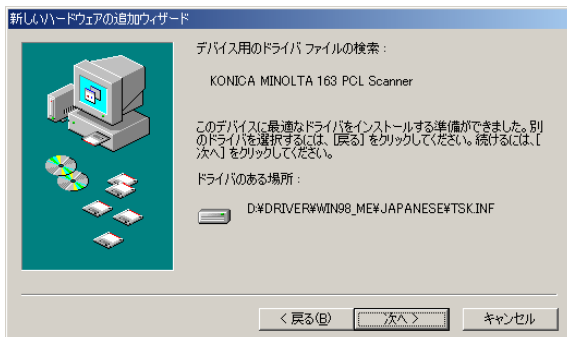 新しいハードウェアの追加ウィザード
デバイス用のドライバ ファイルの検索 :
KONICA MINOLTA 163 PCL Scanner
このデバイスに最適なドライバをインストールする準備ができました。別
のドライバを選択するには、[戻る] をクリックしてください。続けるには、[
次へ] をクリックしてください。
ドライバのある場所 :
D:¥DRIVER¥WIN98_ME¥JAPANESE¥TSK.INF
< 戻る(B)
次へ >
キャンセル